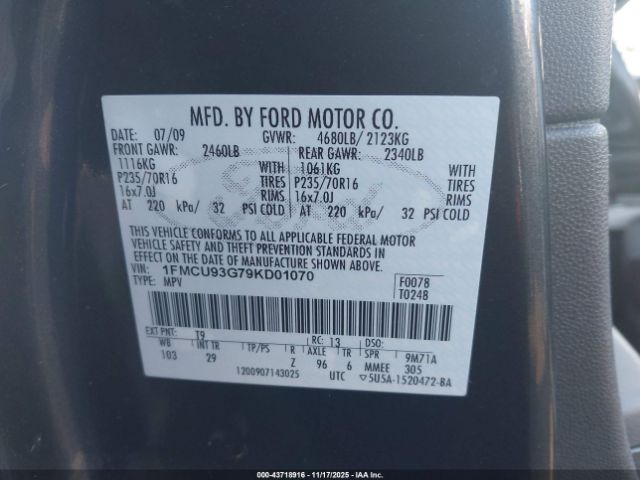 MFD. BY FORD MOTOR CO.
DATE: 07/09 GVWR: 4680LB/ 2123KG
FRONT GAWR: 2460LB REAR GAWR: 2340LB
1116KG WITH 1061KG WITH
P235/70R16 TIRES P235/70R16 TIRES
16x7.0J RIMS 16x7.0J RIMS
AT 220 kPa/ 32 PSI COLD AT 220 kPa/ 32 PSI COLD
THIS VEHICLE CONFORMS TO ALL APPLICABLE FEDERAL MOTOR
VEHICLE SAFETY AND THEFT PREVENTION STANDARDS IN
EFFECT ON THE DATE OF MANUFACTURE SHOWN ABOVE.
VIN: 1FMCU93G79KD01070 F0078
TYPE: MPV T024B
EXT PNT: T9 RC: 13 DSO:
WB INT TR TP/PS R AXLE TR SPR 9M71A
103 29 Z 96 6 MMEE 305
1200907143025 UTC 5U5A-1520472-BA
000-43718916 - 11/17/2025 - IAAI, Inc.